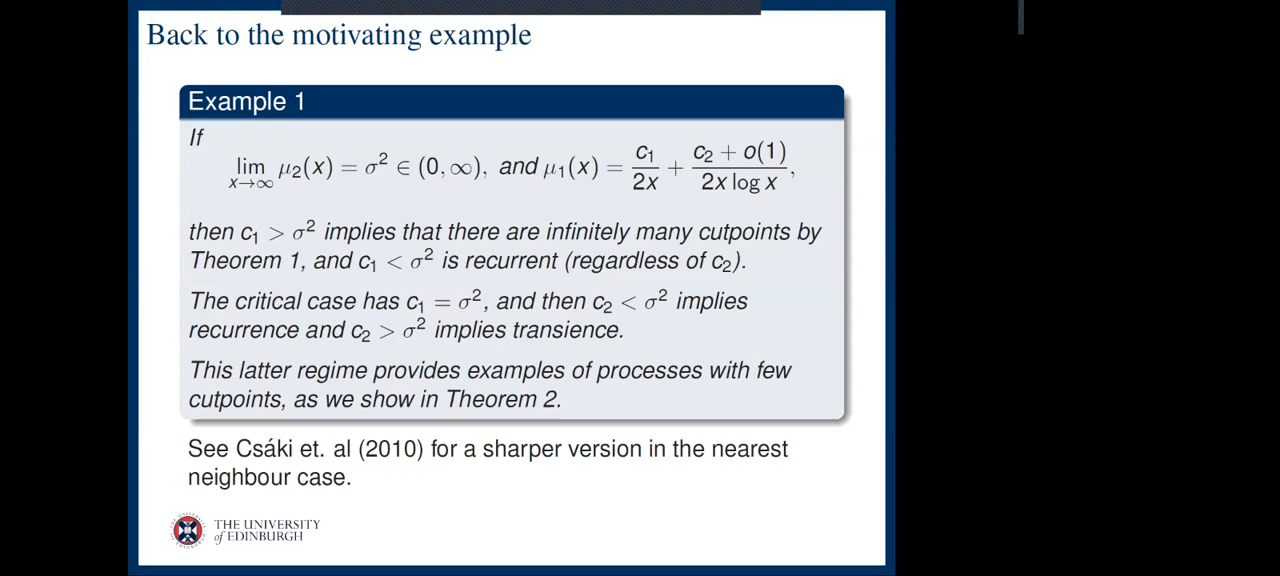 Back to the motivating example
Example 1
If
lim x→∞ μ₂(x) = σ² ∈ (0, ∞), and μ₁(x) = c₁/2x + (c₂ + o(1))/(2x log x),
then c₁ > σ² implies that there are infinitely many cutpoints by
Theorem 1, and c₁ < σ² is recurrent (regardless of c₂).
The critical case has c₁ = σ², and then c₂ < σ² implies
recurrence and c₂ > σ² implies transience.
This latter regime provides examples of processes with few
cutpoints, as we show in Theorem 2.
See Csáki et. al (2010) for a sharper version in the nearest
neighbour case.
THE UNIVERSITY
of EDINBURGH